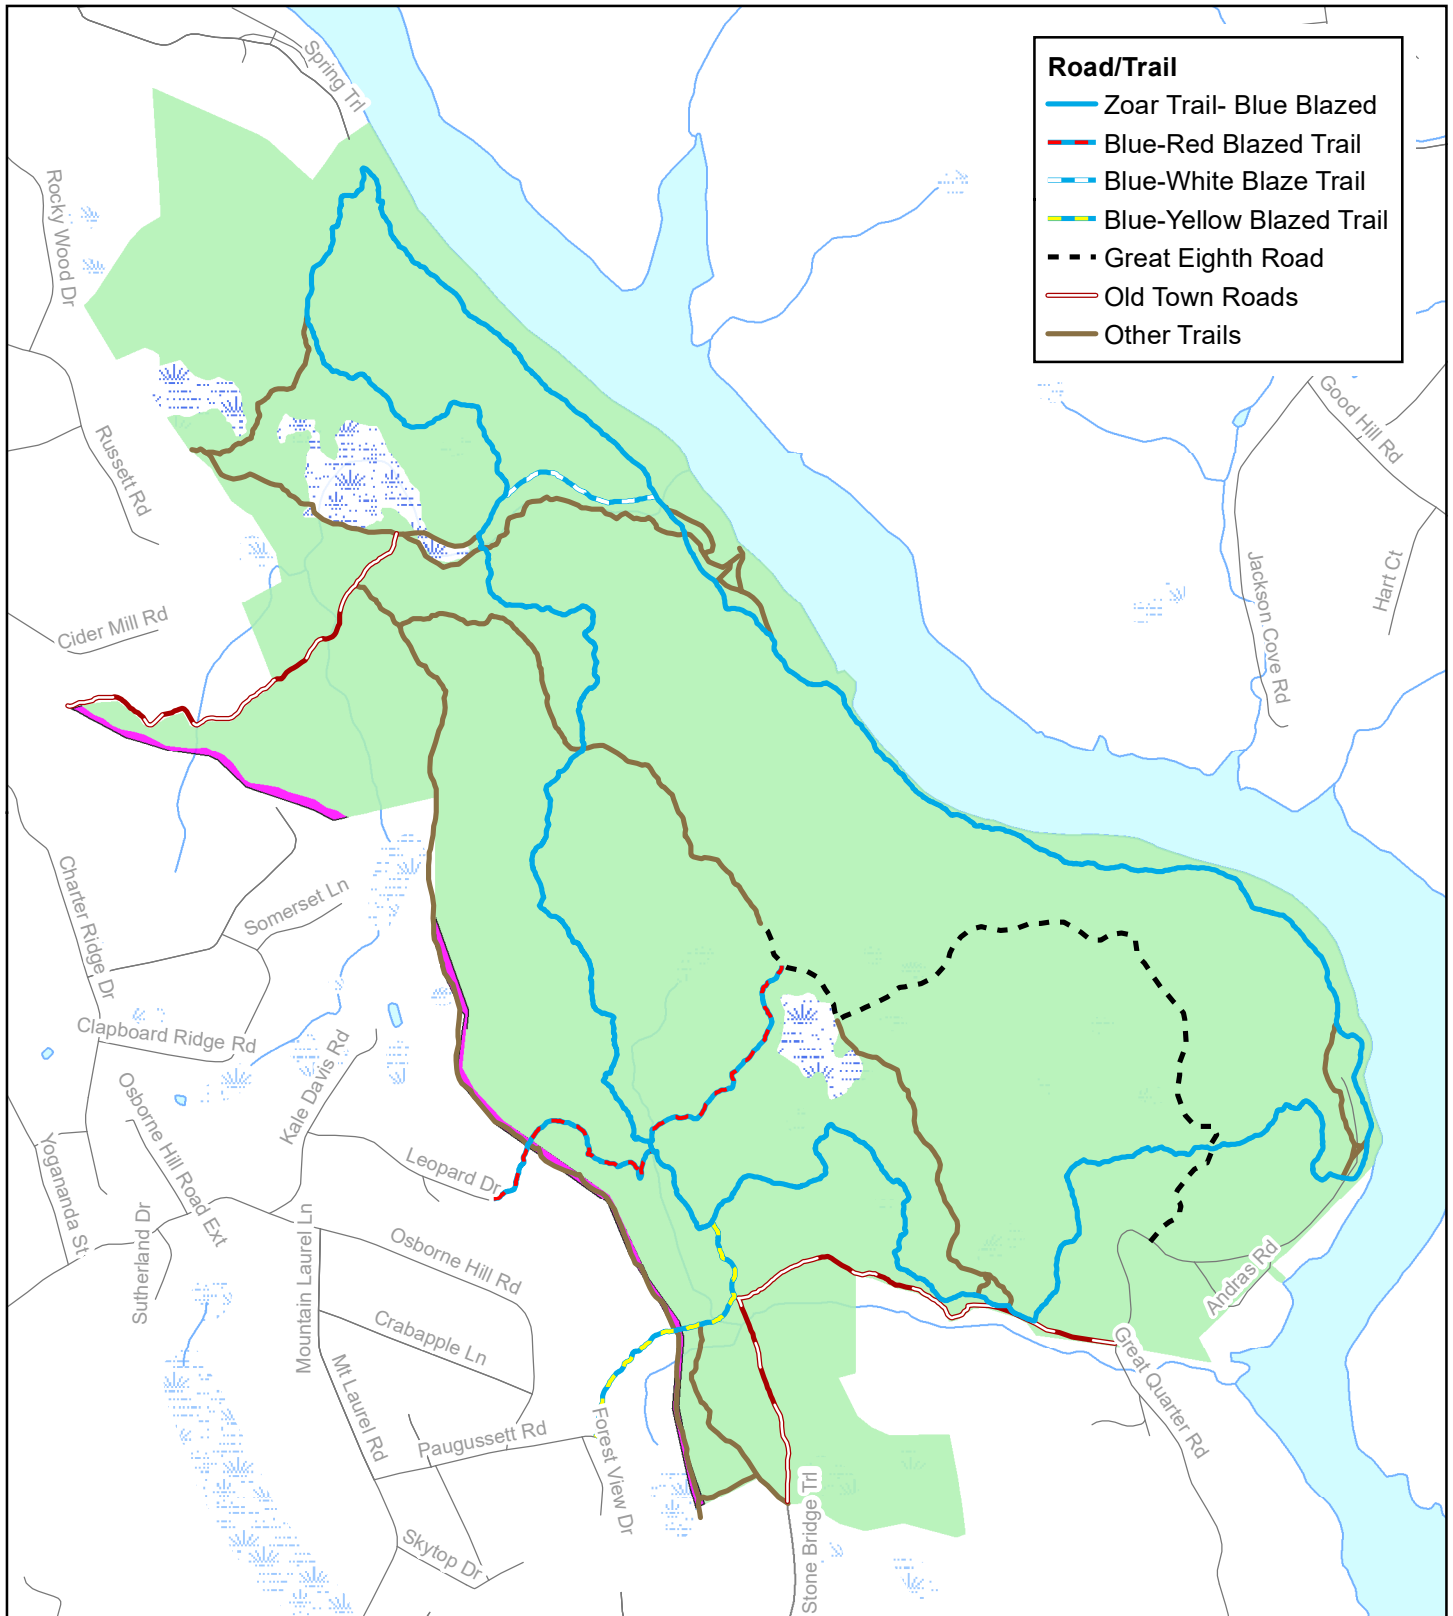 Spring Trl
Road/Trail
Zoar Trail- Blue Blazed
Blue-Red Blazed Trail
Blue-White Blaze Trail
Blue-Yellow Blazed Trail
Great Eighth Road
Old Town Roads
Other Trails
Rocky Wood Dr
Russett Rd
Good Hill Rd
Hart Ct
Jackson Cove Rd
Cider Mill Rd
Charter Ridge Dr
Somerset Ln
Clapboard Ridge Rd
Kale Davis Rd
Osborne Hill Road Ext
Yogananda St
Sutherland Dr
Leopard Dr
Mountain Laurel Ln
Osborne Hill Rd
Andras Rd
Crabapple Ln
Mt Laurel Rd
Great Quarter Rd
Paugussett Rd
Forest View Dr
Stone Bridge Trl
Skytop Dr